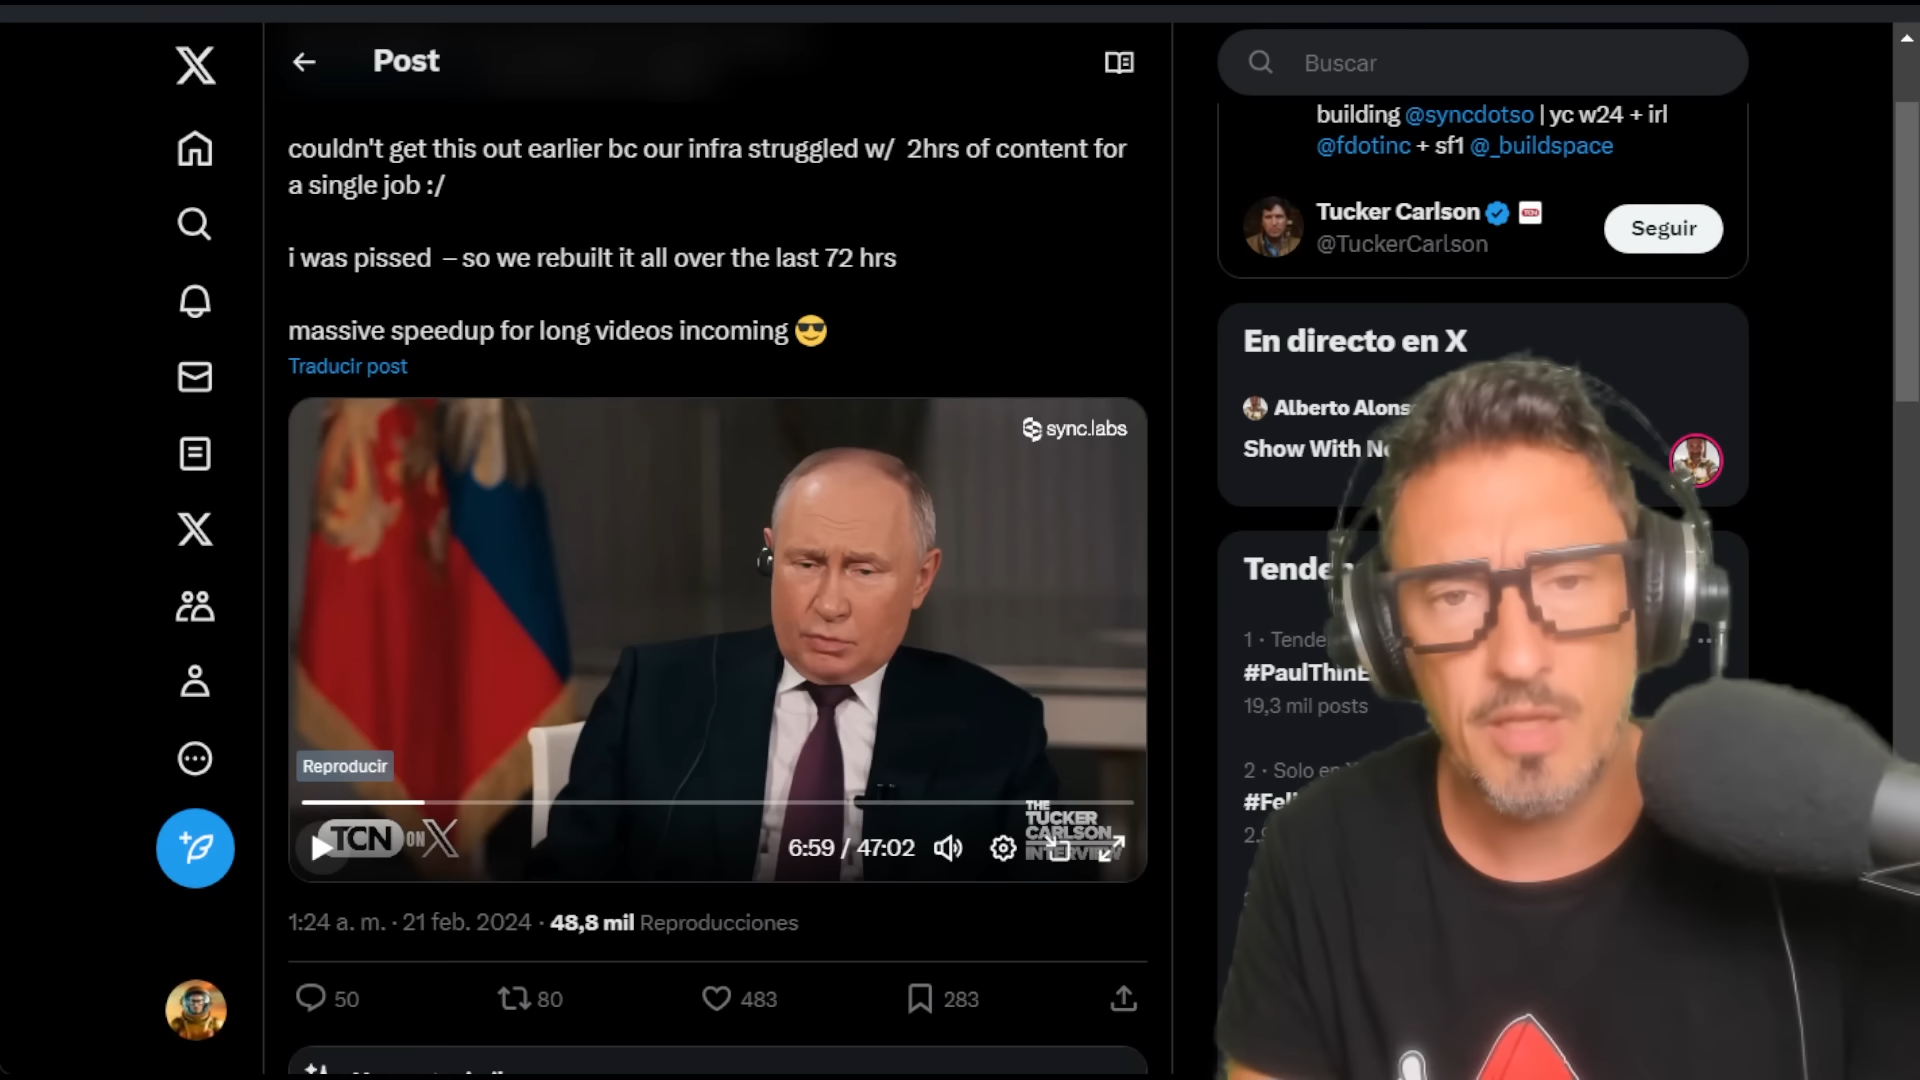 Post
couldn't get this out earlier bc our infra struggled w/ 2hrs of content for
a single job :/
i was pissed – so we rebuilt it all over the last 72 hrs
massive speedup for long videos incoming 😎
Traducir post
sync.labs
Reproducir
TCN ON X
6:59 / 47:02
THE
TUCKER
CARLSON
INTERVIEW
1:24 a. m. · 21 feb. 2024 · 48,8 mil Reproducciones
50
80
483
283
Buscar
building @syncdotso | yc w24 + irl
@fdotinc + sf1 @_buildspace
Tucker Carlson
@TuckerCarlson
Seguir
En directo en X
Alberto Alons
Show With
Tende
1 · Tende
#PaulThinE
19,3 mil posts
2 · Solo en